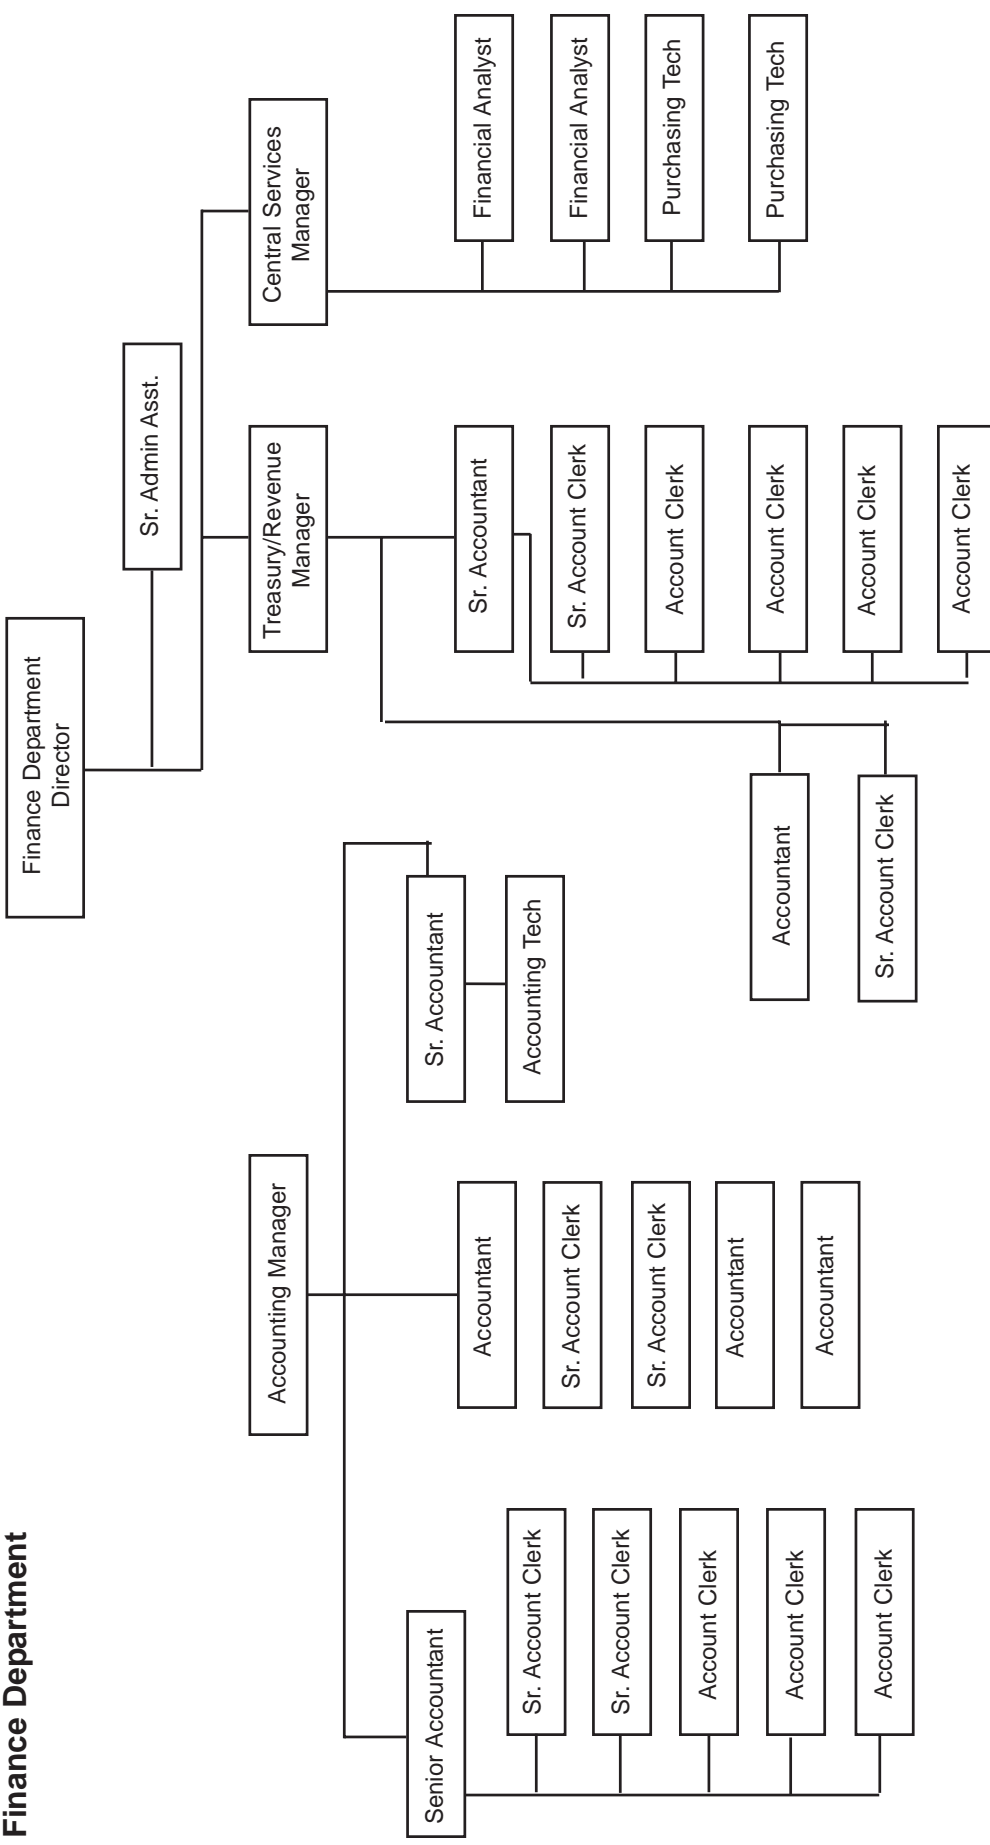 Finance Department
Finance Department
Director
Sr. Admin Asst.
Accounting Manager
Treasury/Revenue
Manager
Central Services
Manager
Senior Accountant
Sr. Account Clerk
Sr. Account Clerk
Account Clerk
Account Clerk
Account Clerk
Accountant
Sr. Account Clerk
Sr. Account Clerk
Accountant
Accountant
Sr. Accountant
Accounting Tech
Accountant
Sr. Account Clerk
Sr. Accountant
Sr. Account Clerk
Account Clerk
Account Clerk
Account Clerk
Account Clerk
Financial Analyst
Financial Analyst
Purchasing Tech
Purchasing Tech